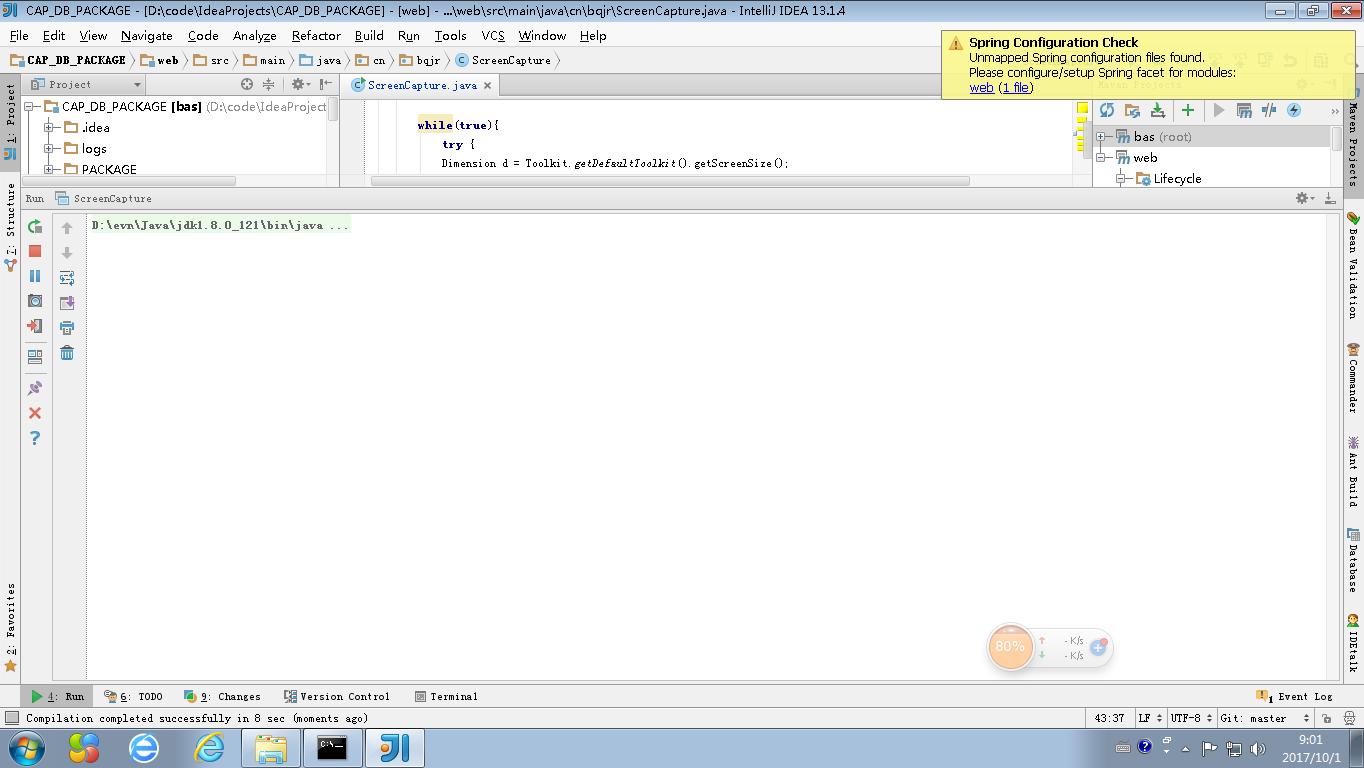 CAP_DB_PACKAGE - [D:\code\IdeaProjects\CAP_DB_PACKAGE] - [web] - ...\web\src\main\java\cn\bqjr\ScreenCapture.java - IntelliJ IDEA 13.1.4
File Edit View Navigate Code Analyze Refactor Build Run Tools VCS Window Help
Spring Configuration Check
Unmapped Spring configuration files found.
Please configure/setup Spring facet for modules:
web (1 file)
CAP_DB_PACKAGE web src main java cn bqjr ScreenCapture
Project
ScreenCapture.java
CAP_DB_PACKAGE [bas] (D:\code\IdeaProject
.idea
logs
PACKAGE
while(true){
try {
Dimension d = Toolkit.getDefaultToolkit().getScreenSize();
bas (root)
web
Lifecycle
1: Project
7: Structure
2: Favorites
Maven Projects
Bean Validation
Commander
Ant Build
Database
IDEtalk
Run ScreenCapture
D:\evn\Java\jdk1.8.0_121\bin\java ...
80%
- K/s
- K/s
4: Run 6: TODO 9: Changes Version Control Terminal 1 Event Log
Compilation completed successfully in 8 sec (moments ago) 43:37 LF UTF-8 Git: master
9:01
2017/10/1